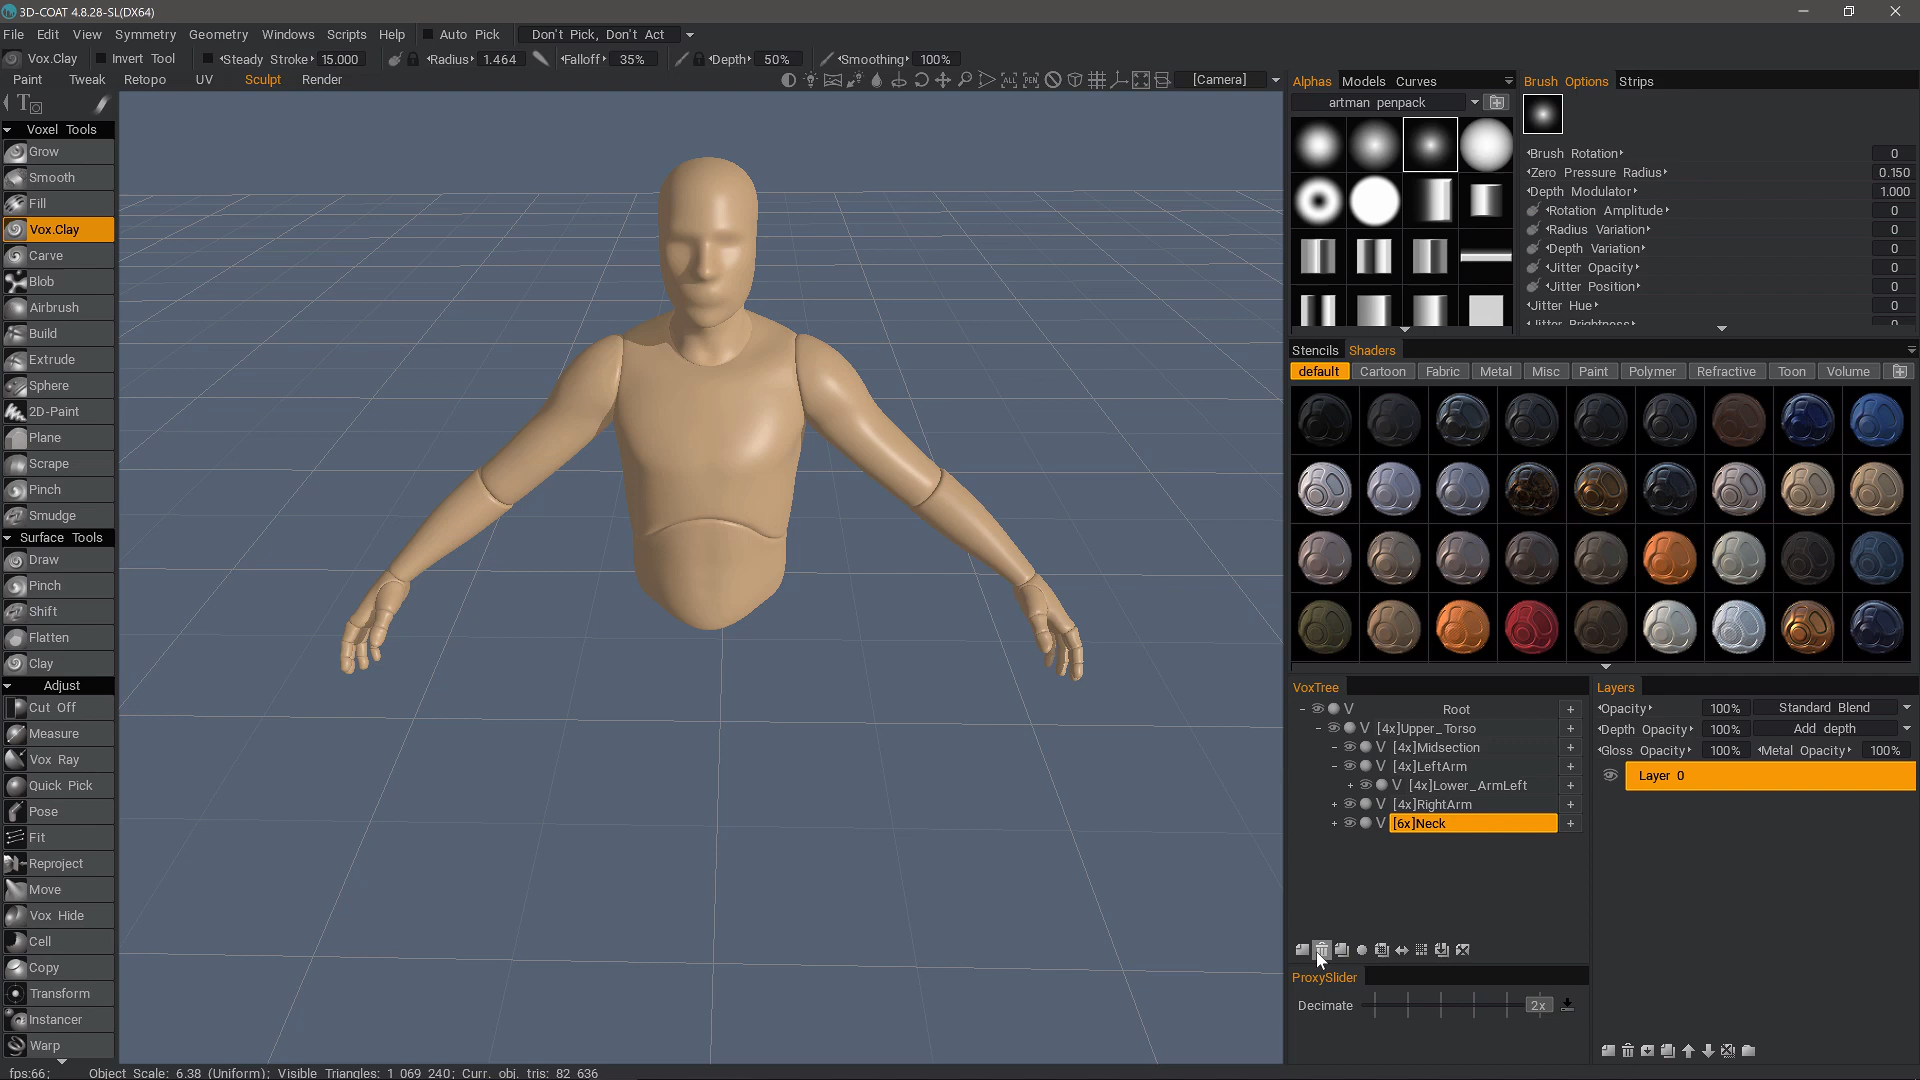 3D-COAT 4.8.28-SL(DX64)
File Edit View Symmetry Geometry Windows Scripts Help Auto Pick Don't Pick, Don't Act
Vox.Clay Invert Tool Steady Stroke 15.000 Radius 1.464 Falloff 35% Depth 50% Smoothing 100%
Paint Tweak Retopo UV Sculpt Render [Camera]
Voxel Tools
Grow
Smooth
Fill
Vox.Clay
Carve
Blob
Airbrush
Build
Extrude
Sphere
2D-Paint
Plane
Scrape
Pinch
Smudge
Surface Tools
Draw
Pinch
Shift
Flatten
Clay
Adjust
Cut Off
Measure
Vox Ray
Quick Pick
Pose
Fit
Reproject
Move
Vox Hide
Cell
Copy
Transform
Instancer
Warp
Alphas Models Curves
artman penpack
Brush Options Strips
Brush Rotation 0
Zero Pressure Radius 0.150
Depth Modulator 1.000
Rotation Amplitude 0
Radius Variation 0
Depth Variation 0
Jitter Opacity 0
Jitter Position 0
Jitter Hue 0
Jitter Brightness 0
Stencils Shaders
default Cartoon Fabric Metal Misc Paint Polymer Refractive Toon Volume
VoxTree
V Root +
V [4x]Upper_Torso +
V [4x]Midsection +
V [4x]LeftArm +
V [4x]Lower_ArmLeft +
V [4x]RightArm +
V [6x]Neck +
ProxySlider
Decimate 2x
Layers
Opacity 100% Standard Blend
Depth Opacity 100% Add depth
Gloss Opacity 100% Metal Opacity 100%
Layer 0
fps:66; Object Scale: 6.38 (Uniform); Visible Triangles: 1 069 240; Curr. obj. tris: 82 636